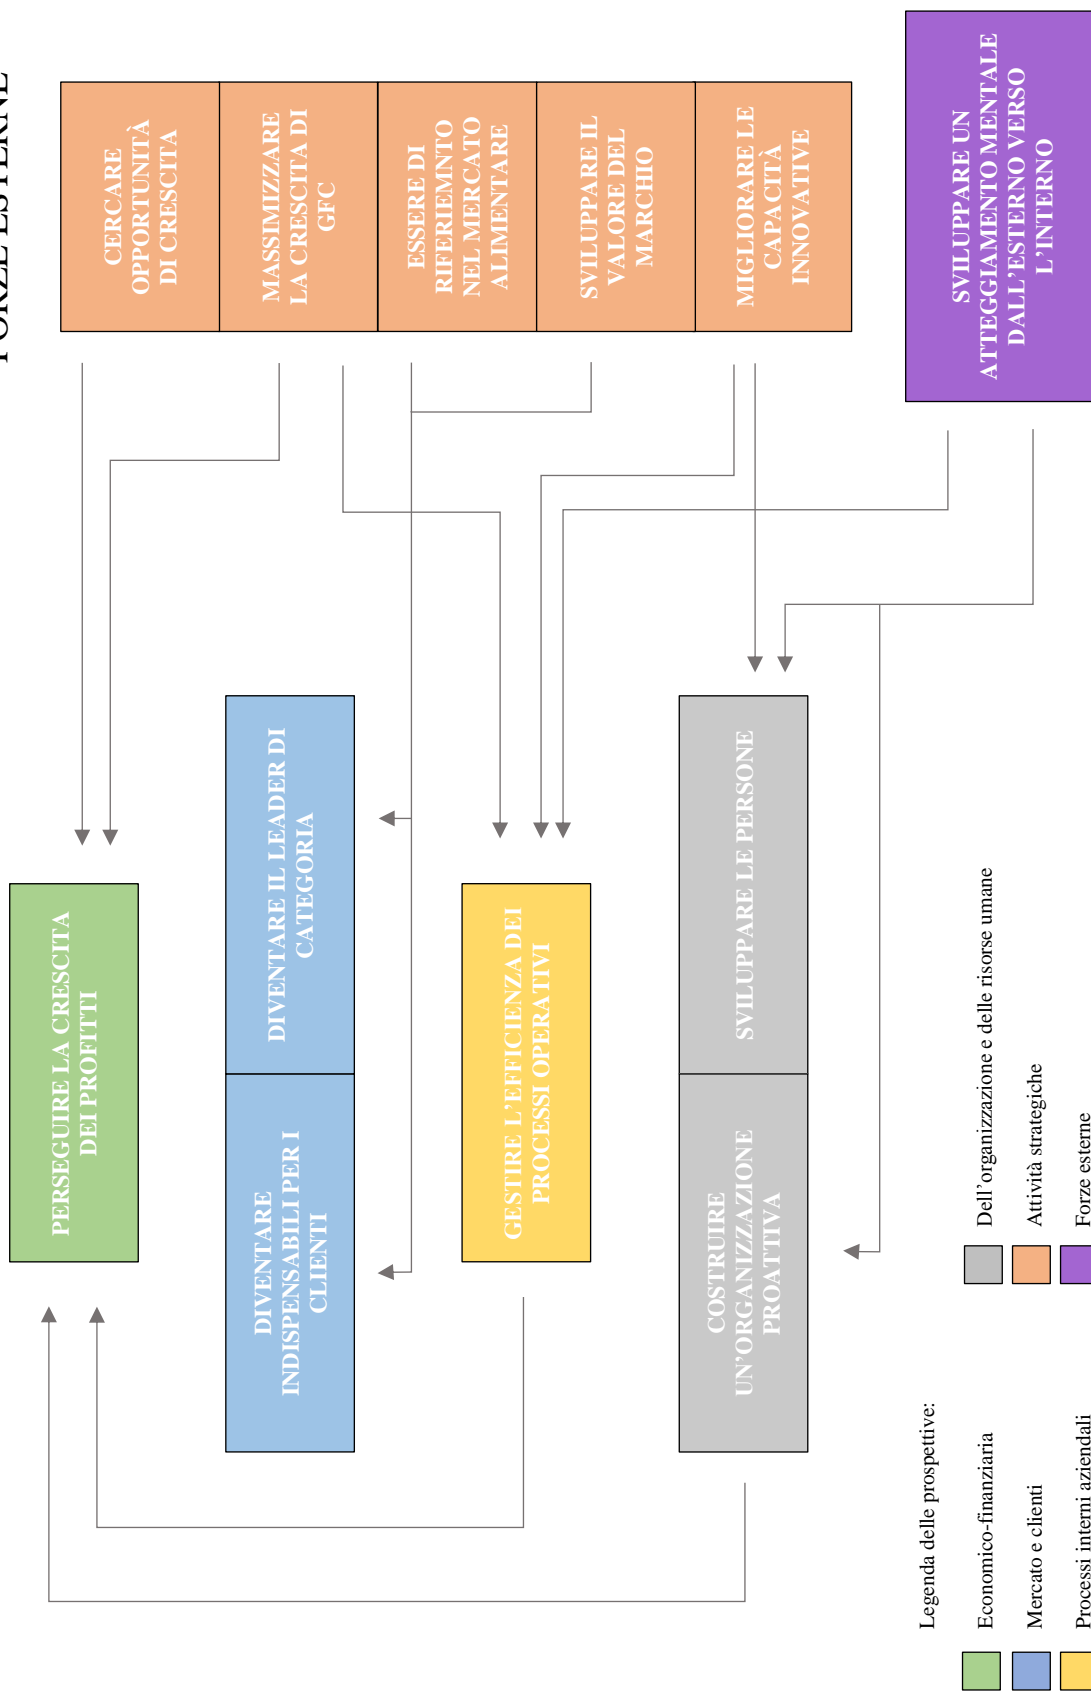 FORZE ESTERNE
PERSEGUIRE LA CRESCITA
DEI PROFITTI
DIVENTARE
INDISPENSABILI PER I
CLIENTI
DIVENTARE IL LEADER DI
CATEGORIA
GESTIRE L'EFFICIENZA DEI
PROCESSI OPERATIVI
COSTRUIRE
UN'ORGANIZZAZIONE
PROATTIVA
SVILUPPARE LE PERSONE
CERCARE
OPPORTUNITÀ
DI CRESCITA
MASSIMIZZARE
LA CRESCITA DI
GFC
ESSERE DI
RIFERIEMNTO
NEL MERCATO
ALIMENTARE
SVILUPPARE IL
VALORE DEL
MARCHIO
MIGLIORARE LE
CAPACITÀ
INNOVATIVE
SVILUPPARE UN
ATTEGGIAMENTO MENTALE
DALL'ESTERNO VERSO
L'INTERNO
Legenda delle prospettive:
Economico-finanziaria
Mercato e clienti
Processi interni aziendali
Dell'organizzazione e delle risorse umane
Attività strategiche
Forze esterne